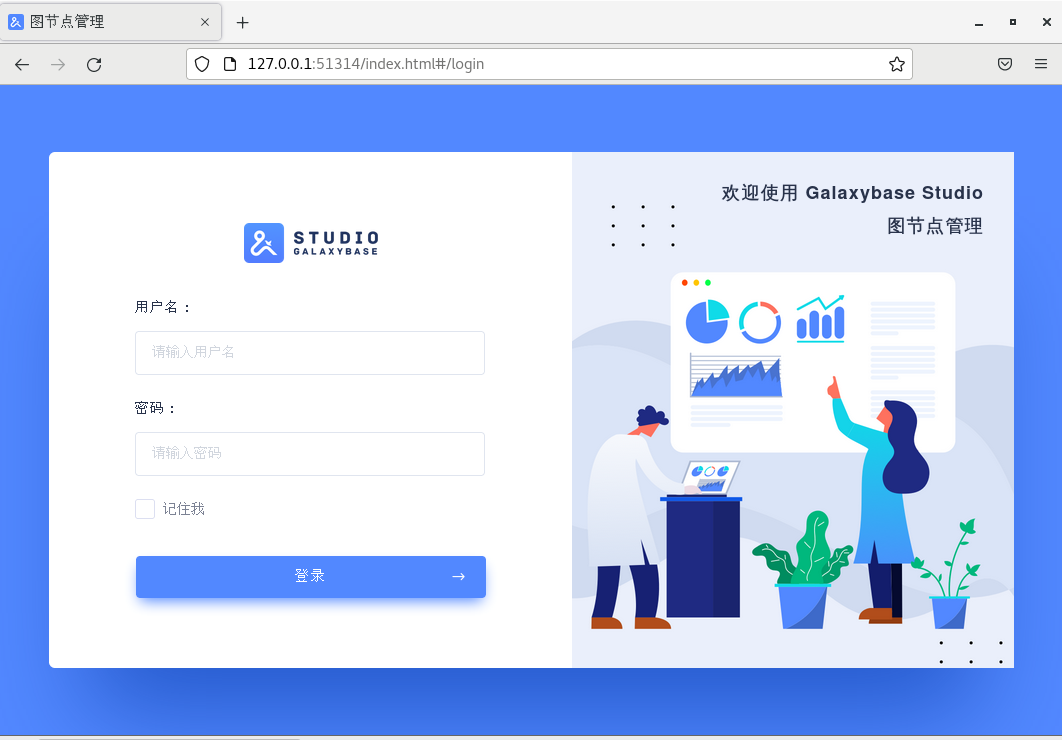 图节点管理
127.0.0.1:51314/index.html#/login
STUDIO
GALAXYBASE
用户名：
请输入用户名
密码：
请输入密码
记住我
登录 →
欢迎使用 Galaxybase Studio
图节点管理